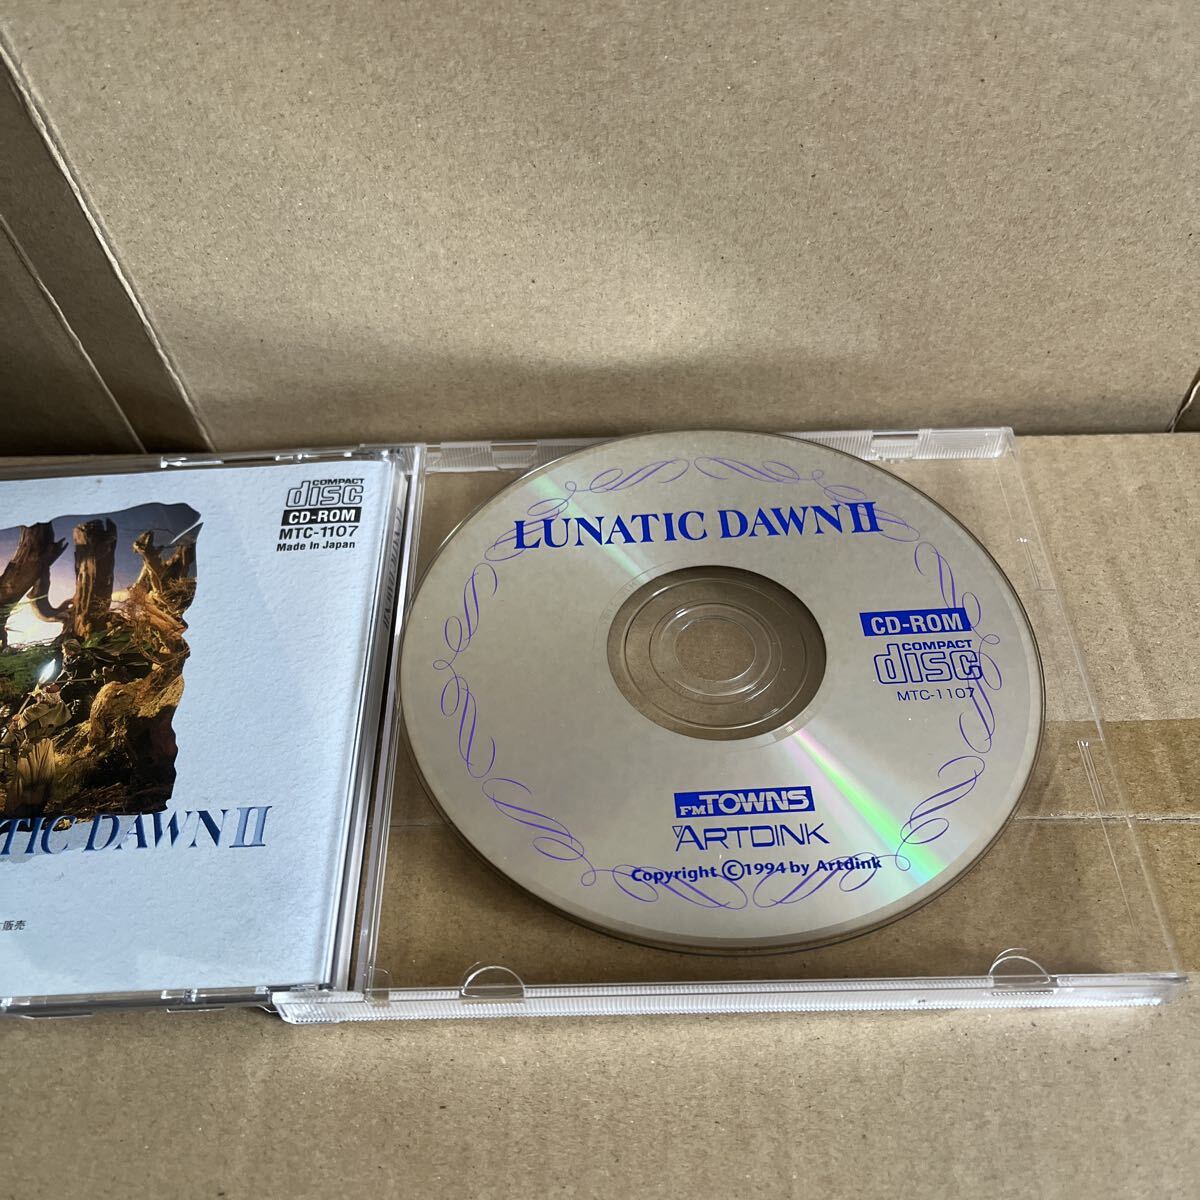 COMPACT
disc
CD-ROM
MTC-1107
Made in Japan
TIC DAWN II
販売
LUNATIC DAWN II
CD-ROM
COMPACT
disc
MTC-1107
FM TOWNS
ARTDINK
Copyright ©1994 by Artdink